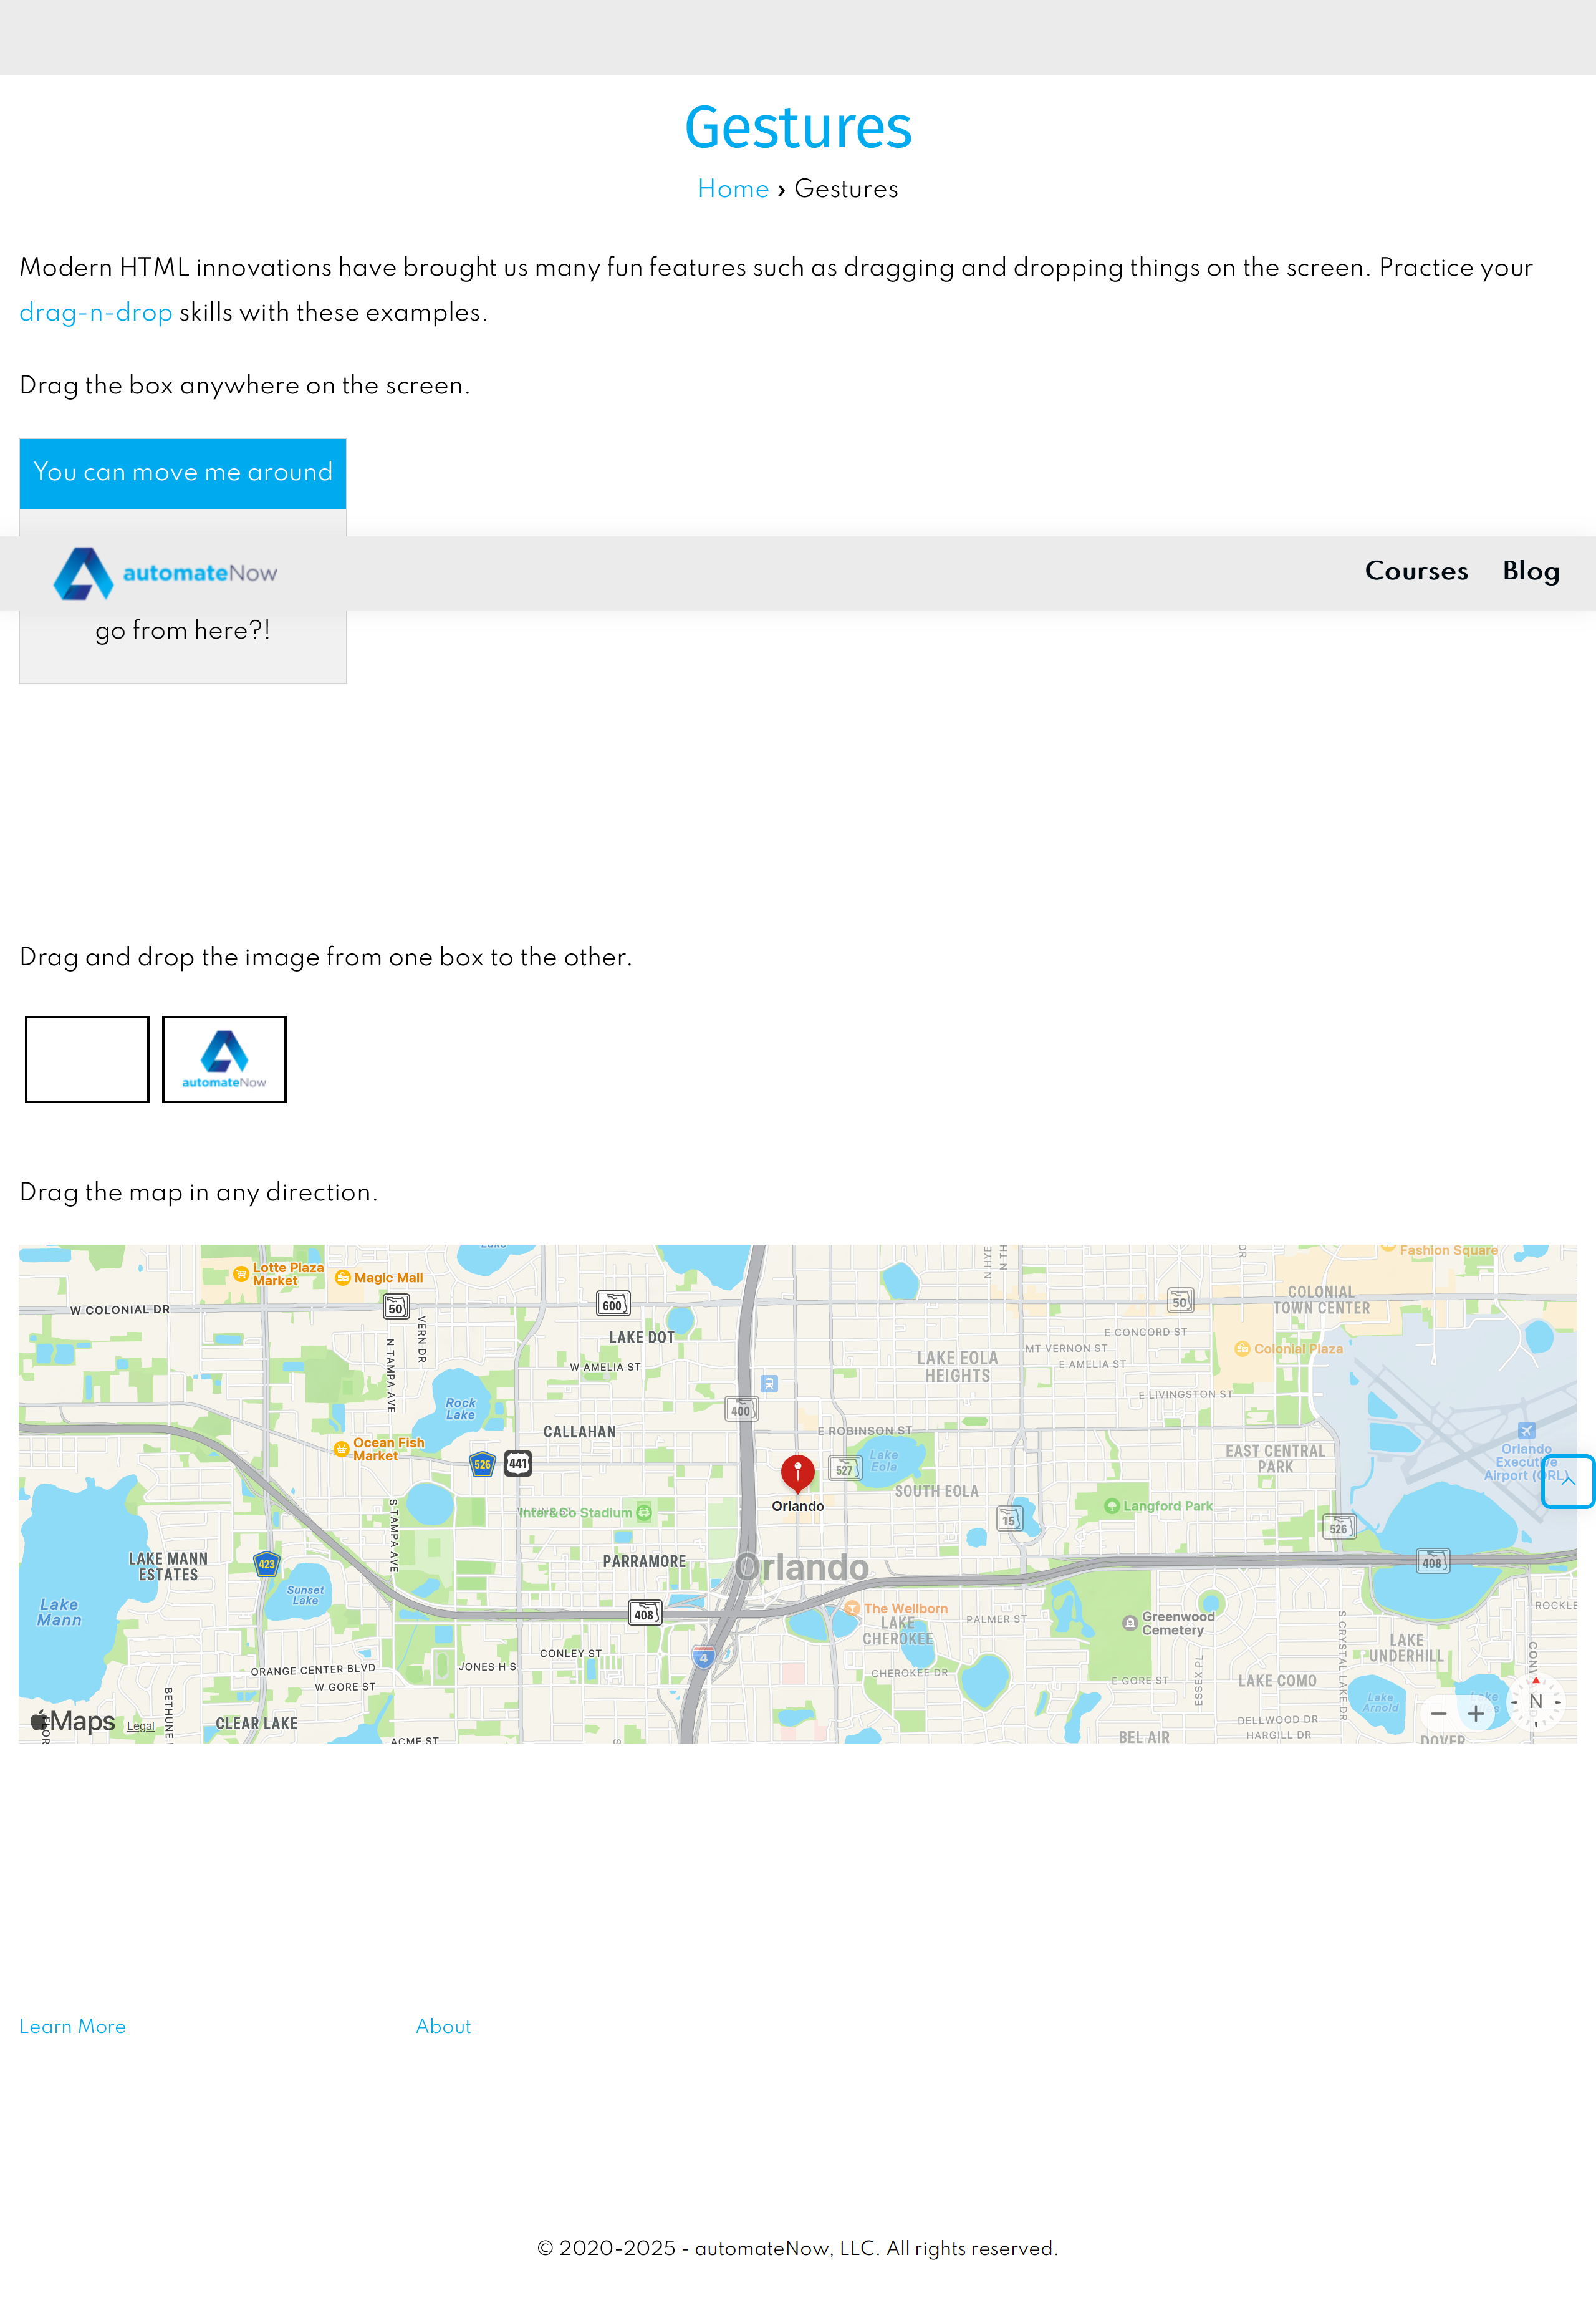 Gestures
Home › Gestures
Modern HTML innovations have brought us many fun features such as dragging and dropping things on the screen. Practice your
drag-n-drop skills with these examples.
Drag the box anywhere on the screen.
You can move me around
automateNow
Courses Blog
go from here?!
Drag and drop the image from one box to the other.
automateNow
Drag the map in any direction.
Lotte Plaza
Market
Magic Mall
Fashion Square
W COLONIAL DR
50
600
50
COLONIAL
TOWN CENTER
VERN DR
N TAMPA AVE
LAKE DOT
E CONCORD ST
MT VERNON ST
Colonial Plaza
W AMELIA ST
LAKE EOLA
HEIGHTS
E AMELIA ST
E LIVINGSTON ST
Rock
Lake
400
CALLAHAN
E ROBINSON ST
Ocean Fish
Market
526
441
527
Lake
Eola
EAST CENTRAL
PARK
Orlando
Executive
Airport (ORL)
SOUTH EOLA
Orlando
Langford Park
Inter&Co Stadium
15
526
S TAMPA AVE
LAKE MANN
ESTATES
423
PARRAMORE
Orlando
408
Sunset
Lake
Lake
Mann
408
The Wellborn
LAKE
CHEROKEE
PALMER ST
Greenwood
Cemetery
ROCKLE
S CRYSTAL LAKE DR
CONLEY ST
4
LAKE
UNDERHILL
ORANGE CENTER BLVD
JONES H S
CHEROKEE DR
E GORE ST
ESSEX PL
LAKE COMO
W GORE ST
BETHUNE
Lake
Arnold
N
Maps Legal
CLEAR LAKE
ACME ST
DELLWOOD DR
HARGILL DR
BEL AIR
DOVER
Learn More
About
© 2020-2025 - automateNow, LLC. All rights reserved.